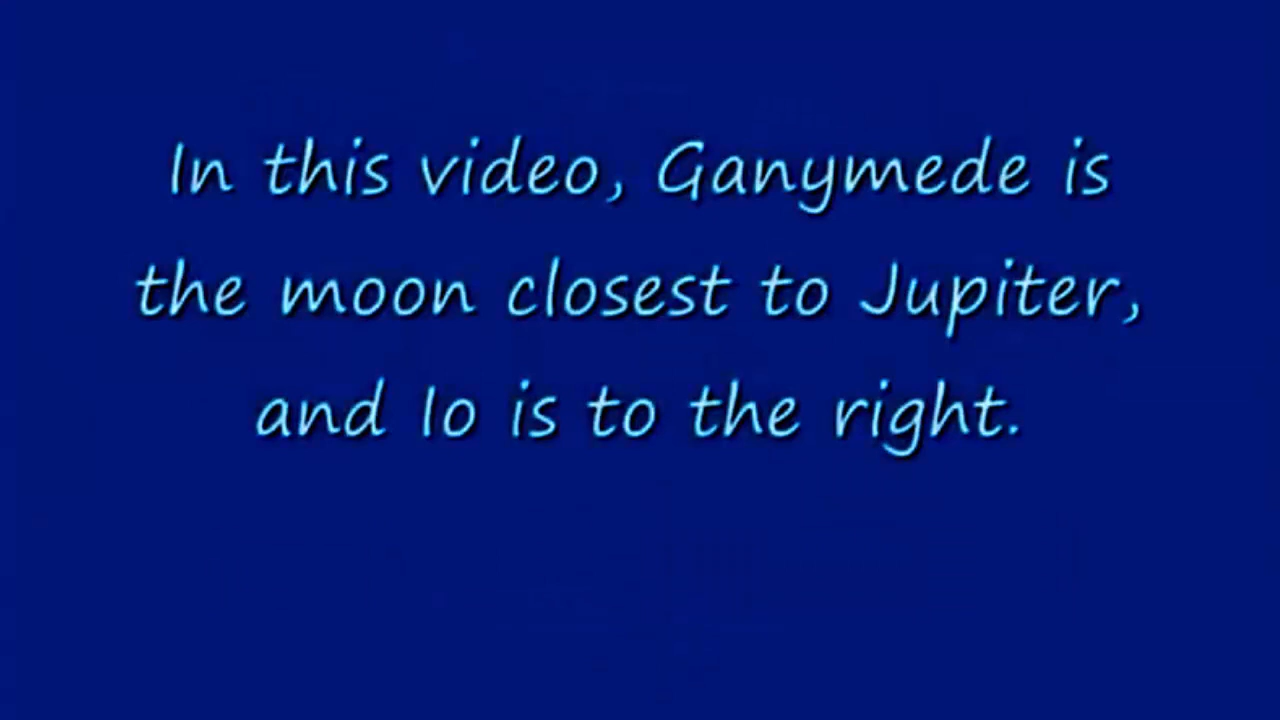 In this video, Ganymede is
the moon closest to Jupiter,
and Io is to the right.